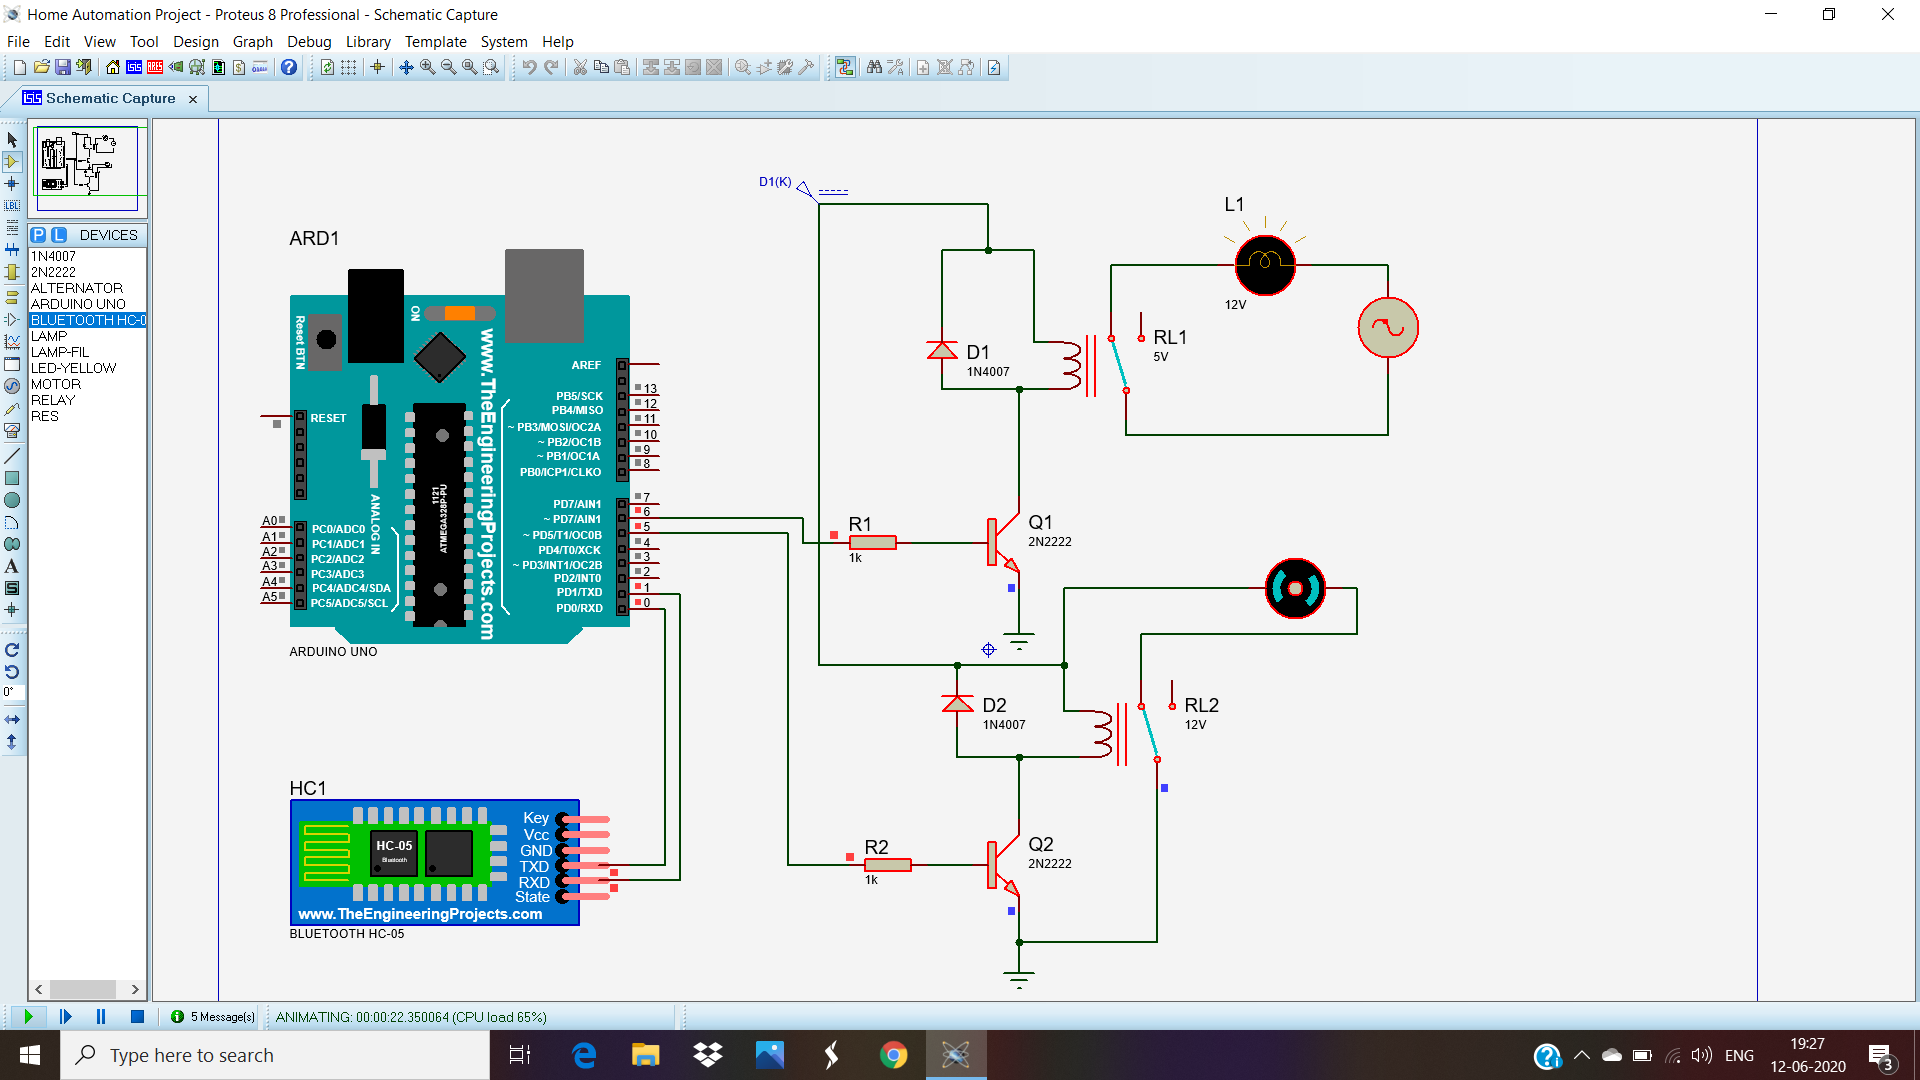 Home Automation Project - Proteus 8 Professional - Schematic Capture
File Edit View Tool Design Graph Debug Library Template System Help
Schematic Capture
P L DEVICES
1N4007
2N2222
ALTERNATOR
ARDUINO UNO
BLUETOOTH HC-0
LAMP
LAMP-FIL
LED-YELLOW
MOTOR
RELAY
RES
LBL
0°
ARD1
Reset BTN
ON
www.TheEngineeringProjects.com
ANALOG IN
1121
ATMEGA328P-PU
RESET
AREF
PB5/SCK 13
PB4/MISO 12
~ PB3/MOSI/OC2A 11
~ PB2/OC1B 10
~ PB1/OC1A 9
PB0/ICP1/CLKO 8
PD7/AIN1 7
~ PD7/AIN1 6
~ PD5/T1/OC0B 5
PD4/T0/XCK 4
~ PD3/INT1/OC2B 3
PD2/INT0 2
PD1/TXD 1
PD0/RXD 0
A0 PC0/ADC0
A1 PC1/ADC1
A2 PC2/ADC2
A3 PC3/ADC3
A4 PC4/ADC4/SDA
A5 PC5/ADC5/SCL
ARDUINO UNO
HC1
HC-05
Bluetooth
Key
Vcc
GND
TXD
RXD
State
www.TheEngineeringProjects.com
BLUETOOTH HC-05
D1(K)
L1
12V
D1
1N4007
RL1
5V
R1
1k
Q1
2N2222
D2
1N4007
RL2
12V
R2
1k
Q2
2N2222
5 Message(s) ANIMATING: 00:00:22.350064 (CPU load 65%)
Type here to search
ENG
19:27
12-06-2020
3